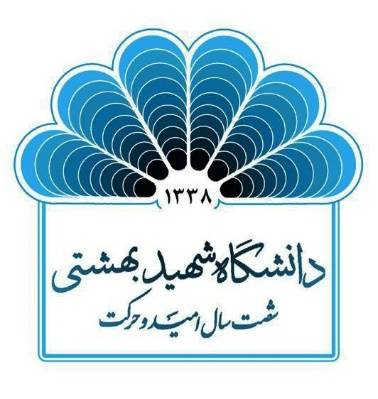 ۱۳۳۸
دانشگاه شهید بهشتی
شصت سال امید و حرکت